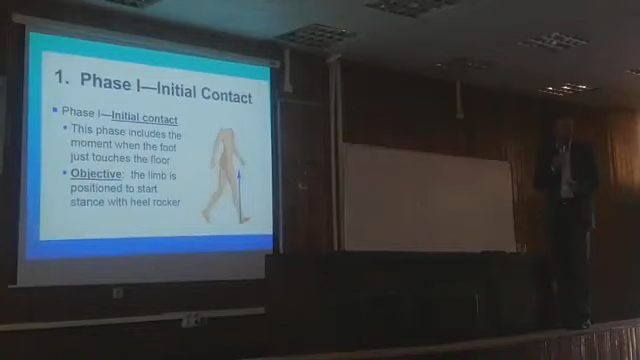 1. Phase I—Initial Contact
Phase I—Initial contact
This phase includes the
moment when the foot
just touches the floor
Objective: the limb is
positioned to start
stance with heel rocker